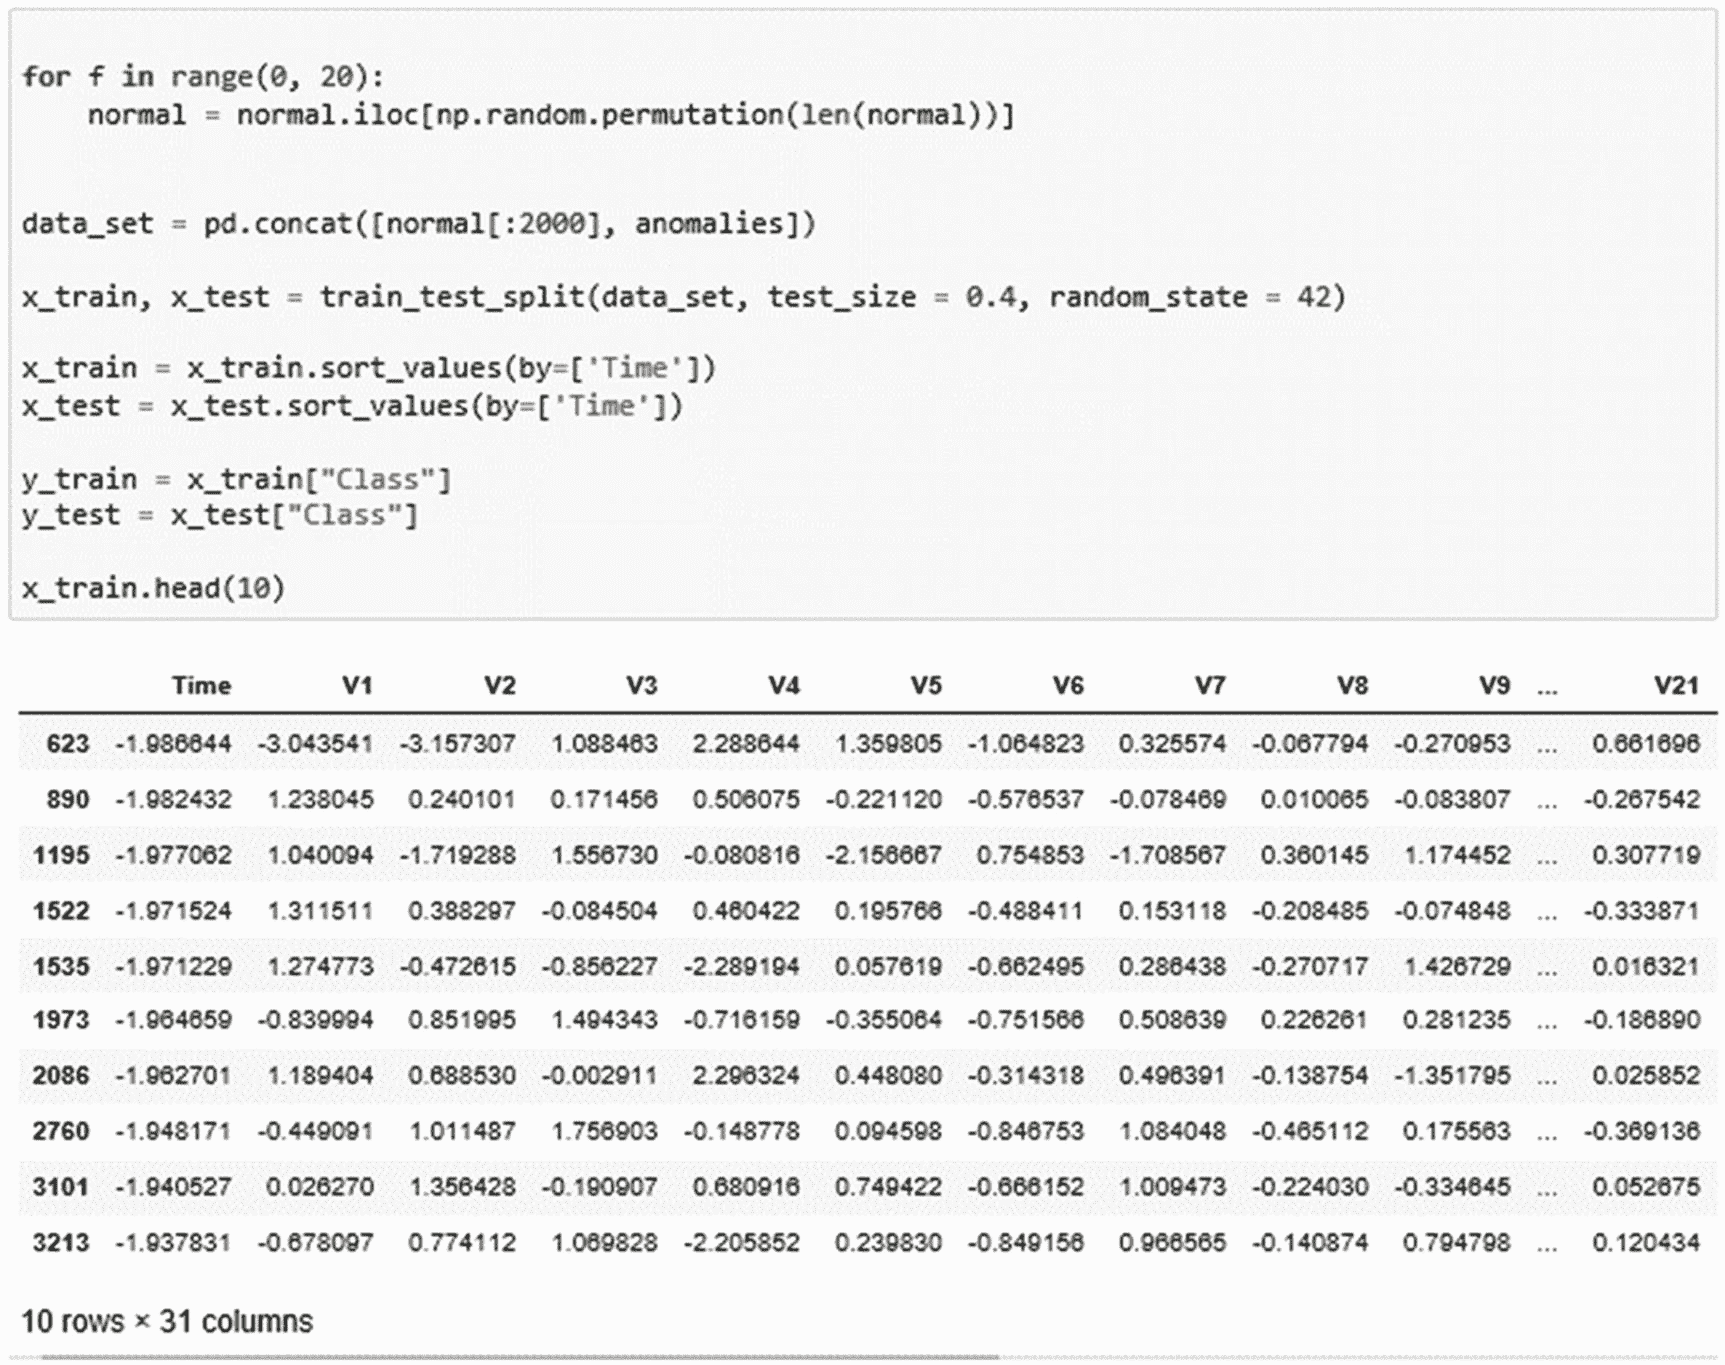 for f in range(0, 20):
    normal = normal.iloc[np.random.permutation(len(normal))]
data_set = pd.concat([normal[:2000], anomalies])
x_train, x_test = train_test_split(data_set, test_size = 0.4, random_state = 42)
x_train = x_train.sort_values(by=['Time'])
x_test = x_test.sort_values(by=['Time'])
y_train = x_train["Class"]
y_test = x_test["Class"]
x_train.head(10)
Time V1 V2 V3 V4 V5 V6 V7 V8 V9 ... V21
623 -1.986644 -3.043541 -3.157307 1.088463 2.288644 1.359805 -1.064823 0.325574 -0.067794 -0.270953 ... 0.661696
890 -1.982432 1.238045 0.240101 0.171456 0.506075 -0.221120 -0.576537 -0.078469 0.010065 -0.083807 ... -0.267542
1195 -1.977062 1.040094 -1.719288 1.556730 -0.080816 -2.156667 0.754853 -1.708567 0.360145 1.174452 ... 0.307719
1522 -1.971524 1.311511 0.388297 -0.084504 0.460422 0.195766 -0.488411 0.153118 -0.208485 -0.074848 ... -0.333871
1535 -1.971229 1.274773 -0.472615 -0.856227 -2.289194 0.057619 -0.662495 0.286438 -0.270717 1.426729 ... 0.016321
1973 -1.964659 -0.839994 0.851995 1.494343 -0.716159 -0.355064 -0.751566 0.508639 0.226261 0.281235 ... -0.186890
2086 -1.962701 1.189404 0.688530 -0.002911 2.296324 0.448080 -0.314318 0.496391 -0.138754 -1.351795 ... 0.025852
2760 -1.948171 -0.449091 1.011487 1.756903 -0.148778 0.094598 -0.846753 1.084048 -0.465112 0.175563 ... -0.369136
3101 -1.940527 0.026270 1.356428 -0.190907 0.680916 0.749422 -0.666152 1.009473 -0.224030 -0.334645 ... 0.052675
3213 -1.937831 -0.678097 0.774112 1.069828 -2.205852 0.239830 -0.849156 0.966565 -0.140874 0.794798 ... 0.120434
10 rows × 31 columns